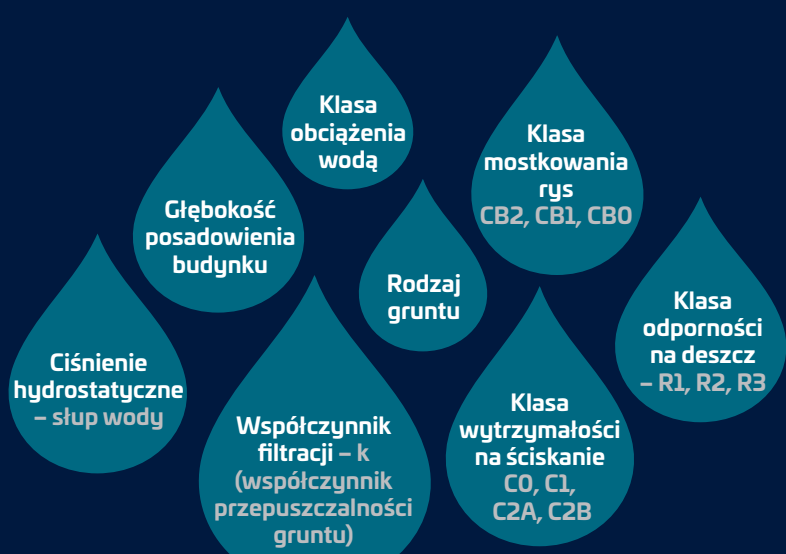 Klasa
obciążenia
wodą
Klasa
mostkowania
rys
CB2, CB1, CB0
Głębokość
posadowienia
budynku
Rodzaj
gruntu
Klasa
odporności
na deszcz
– R1, R2, R3
Ciśnienie
hydrostatyczne
– słup wody
Współczynnik
filtracji – k
(współczynnik
przepuszczalności
gruntu)
Klasa
wytrzymałości
na ściskanie
C0, C1,
C2A, C2B